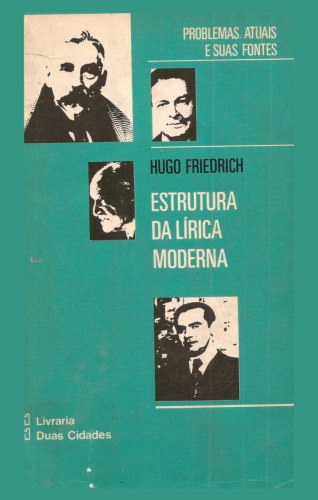 PROBLEMAS ATUAIS
E SUAS FONTES
HUGO FRIEDRICH
ESTRUTURA
DA LÍRICA
MODERNA
Livraria
Duas Cidades